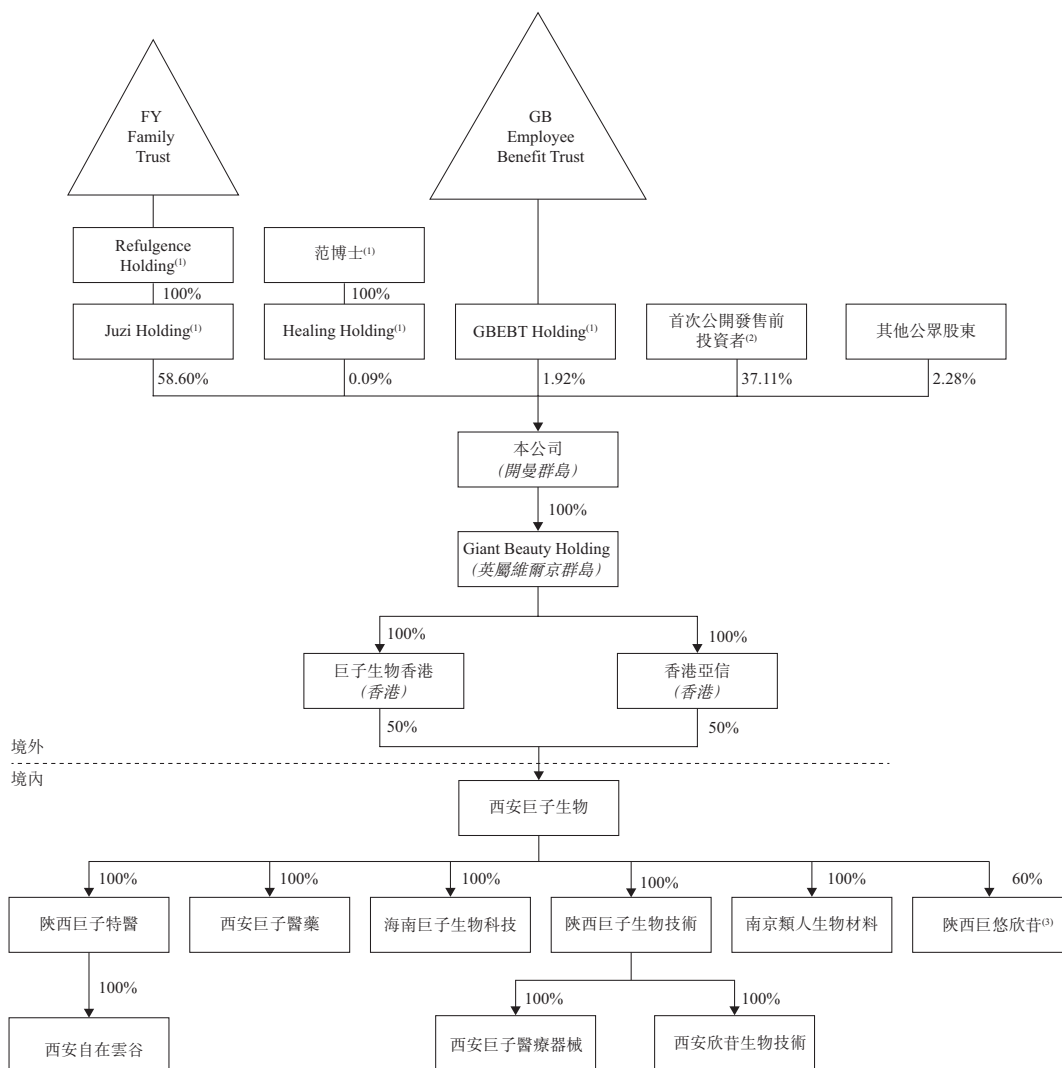 FY
Family
Trust
GB
Employee
Benefit Trust
Refulgence
Holding(1)
范博士(1)
100%
100%
Juzi Holding(1)
Healing Holding(1)
GBEBT Holding(1)
首次公開發售前
投資者(2)
其他公眾股東
58.60%
0.09%
1.92%
37.11%
2.28%
本公司
(開曼群島)
100%
Giant Beauty Holding
(英屬維爾京群島)
100%
100%
巨子生物香港
(香港)
香港亞信
(香港)
50%
50%
境外
境內
西安巨子生物
100%
100%
100%
100%
100%
60%
陝西巨子特醫
西安巨子醫藥
海南巨子生物科技
陝西巨子生物技術
南京類人生物材料
陝西巨悠欣苷(3)
100%
100%
100%
西安自在雲谷
西安巨子醫療器械
西安欣苷生物技術